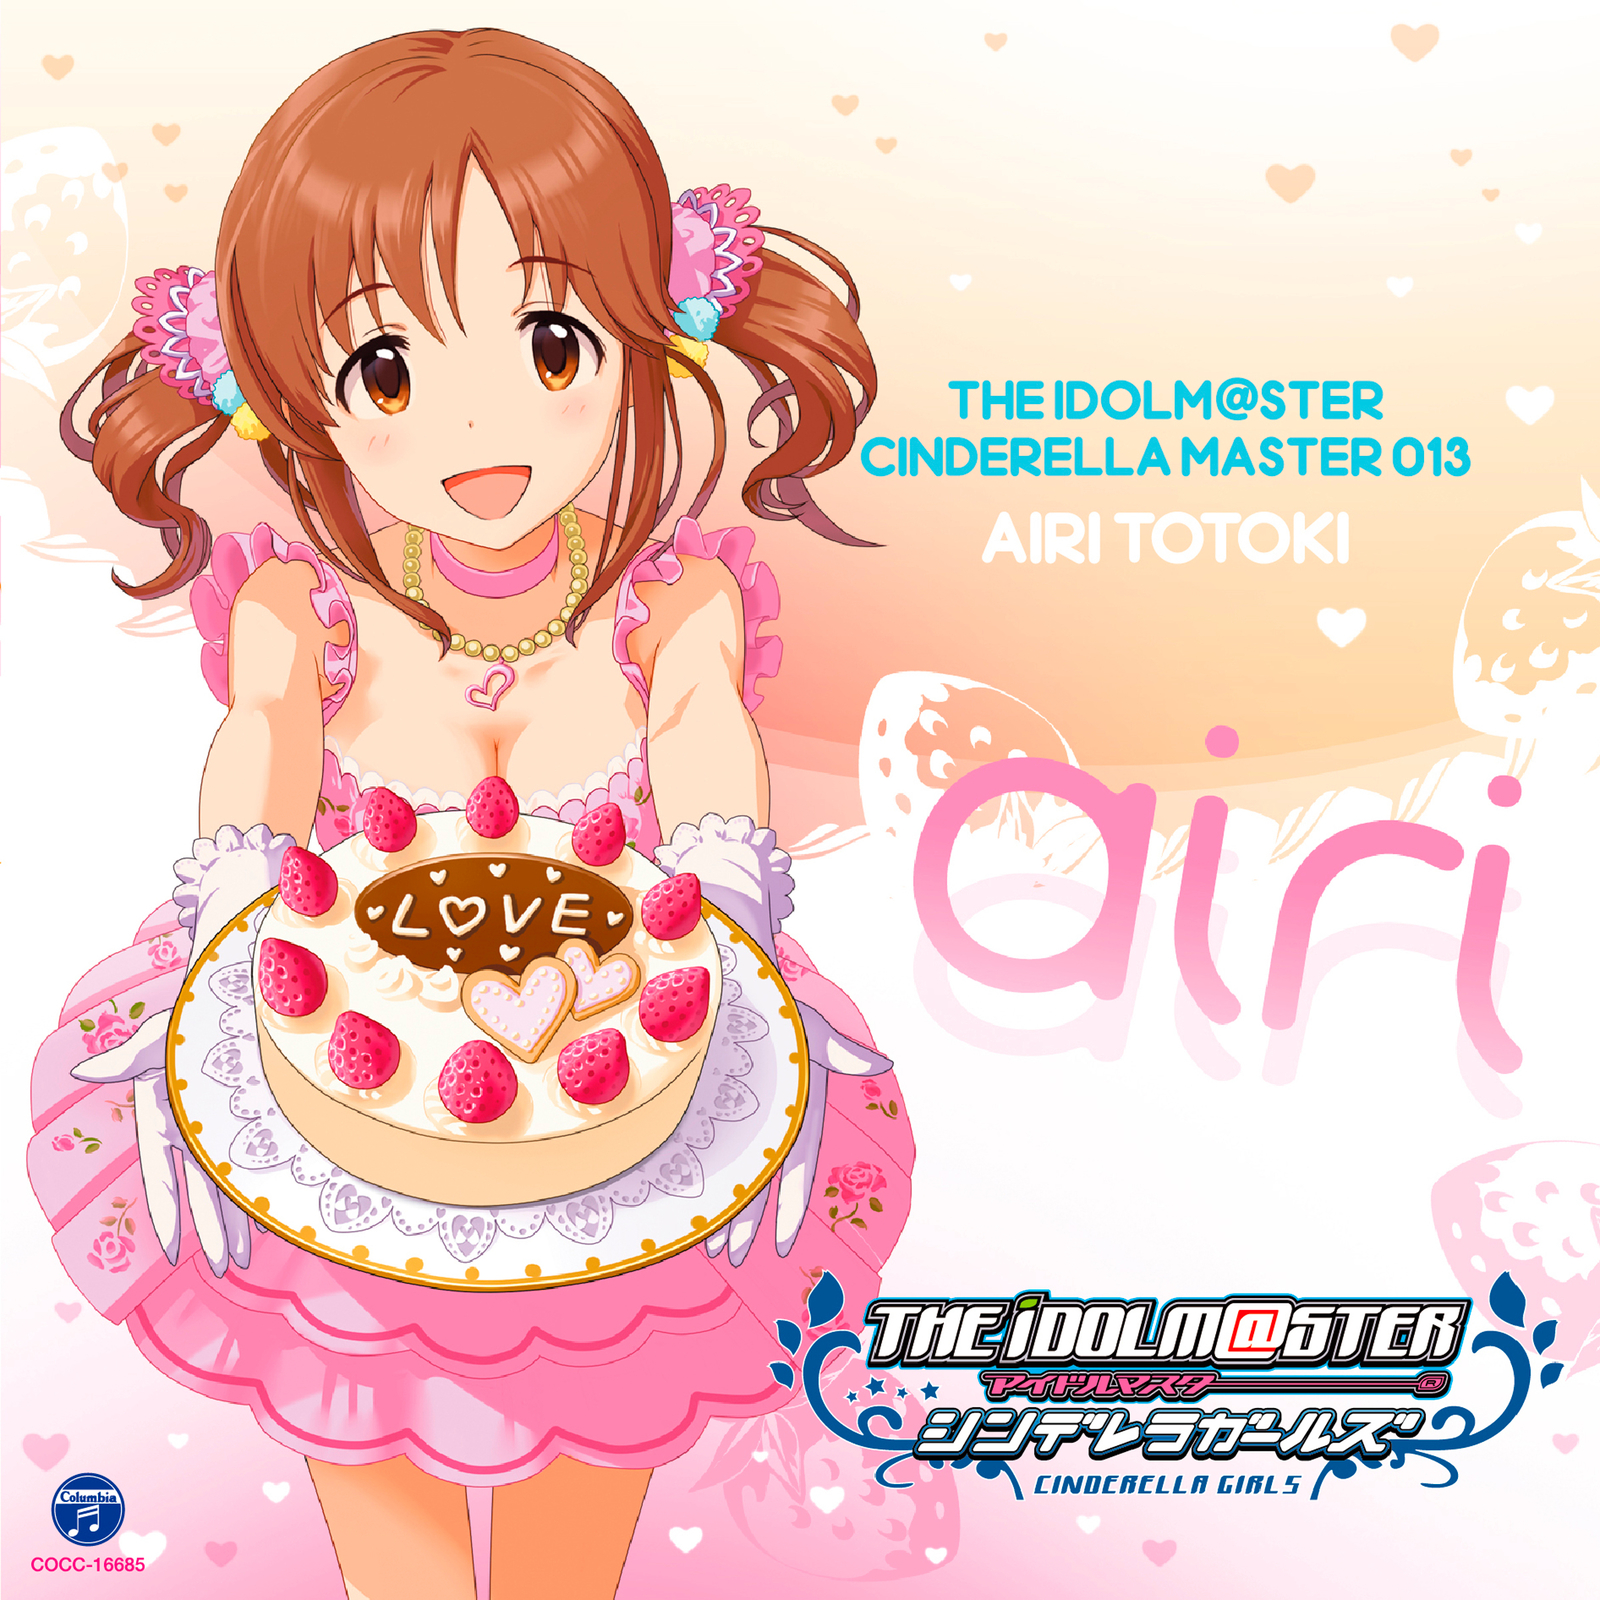 THE IDOLM@STER
CINDERELLA MASTER 013
AIRI TOTOKI
airi
LOVE
THE iDOLM@STER
アイドルマスター
シンデレラガールズ
CINDERELLA GIRLS
Columbia
COCC-16685